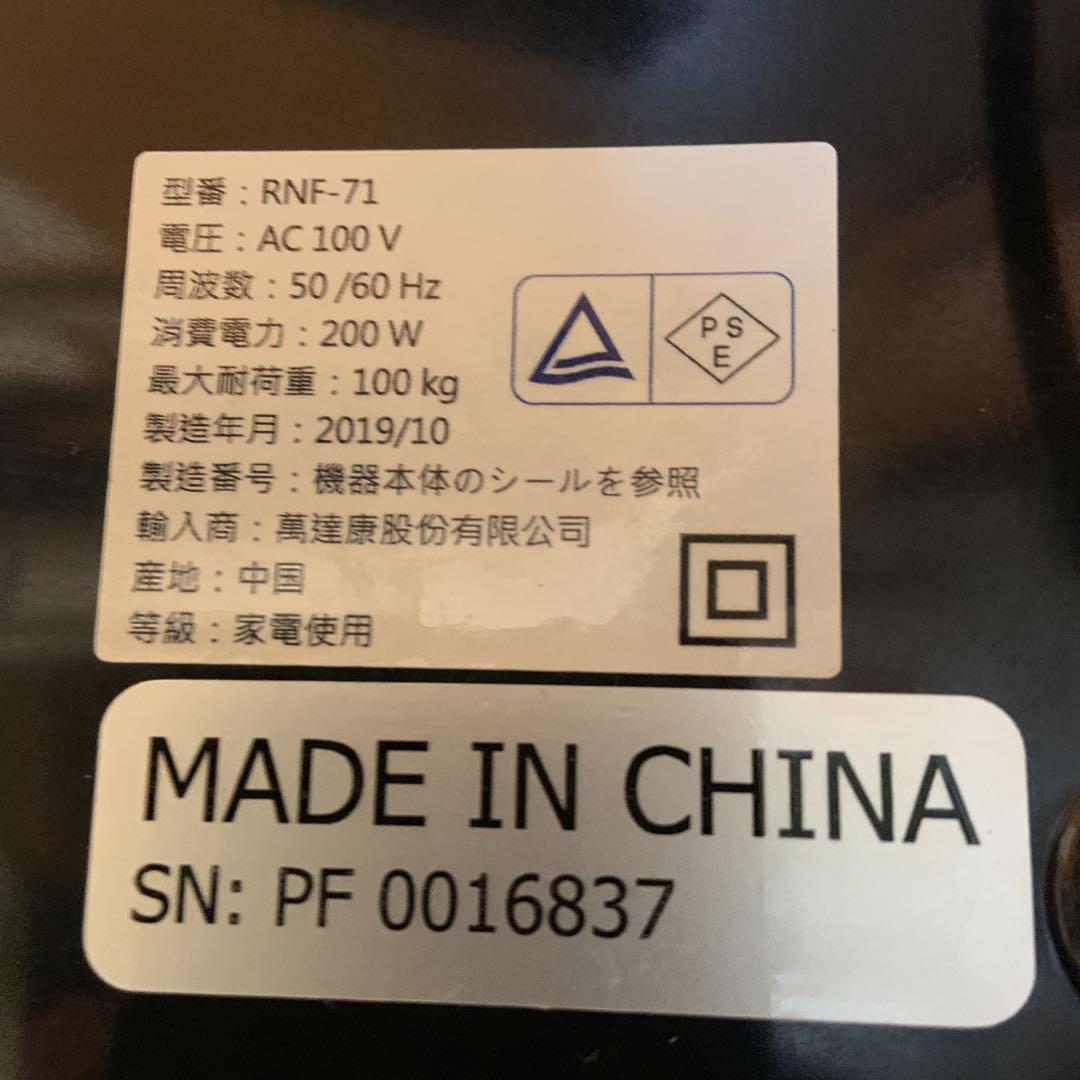 型番：RNF-71
電圧：AC 100 V
周波数：50 /60 Hz
消費電力：200 W
最大耐荷重：100 kg
製造年月：2019/10
製造番号：機器本体のシールを参照
輸入商：萬達康股份有限公司
産地：中国
等級：家電使用
P S
E
MADE IN CHINA
SN: PF 0016837